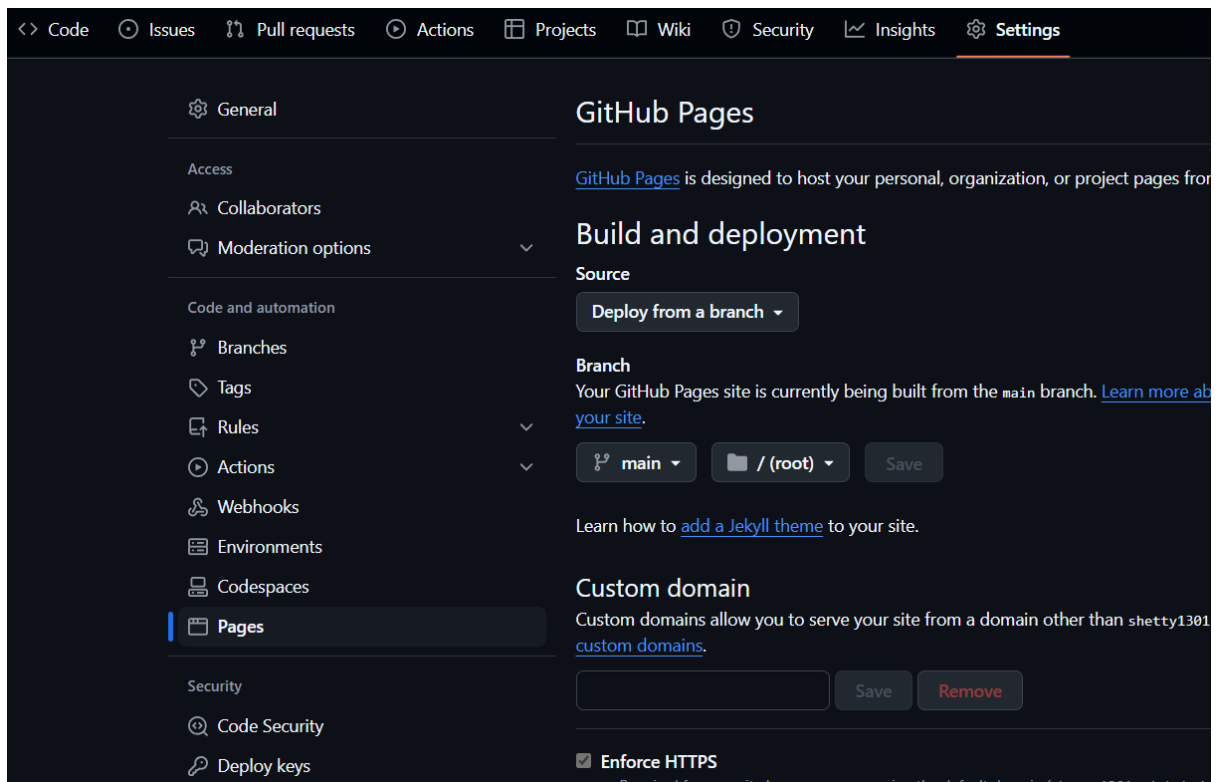 Code Issues Pull requests Actions Projects Wiki Security Insights Settings
General
Access
Collaborators
Moderation options
Code and automation
Branches
Tags
Rules
Actions
Webhooks
Environments
Codespaces
Pages
Security
Code Security
Deploy keys
GitHub Pages
GitHub Pages is designed to host your personal, organization, or project pages from
Build and deployment
Source
Deploy from a branch
Branch
Your GitHub Pages site is currently being built from the main branch. Learn more ab
your site.
main / (root) Save
Learn how to add a Jekyll theme to your site.
Custom domain
Custom domains allow you to serve your site from a domain other than shetty1301
custom domains.
Save Remove
Enforce HTTPS